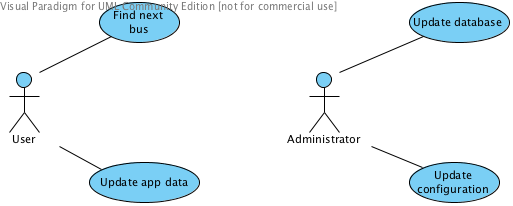 Visual Paradigm for UML Community Edition [not for commercial use]
Find next
bus
Update database
User
Administrator
Update app data
Update
configuration